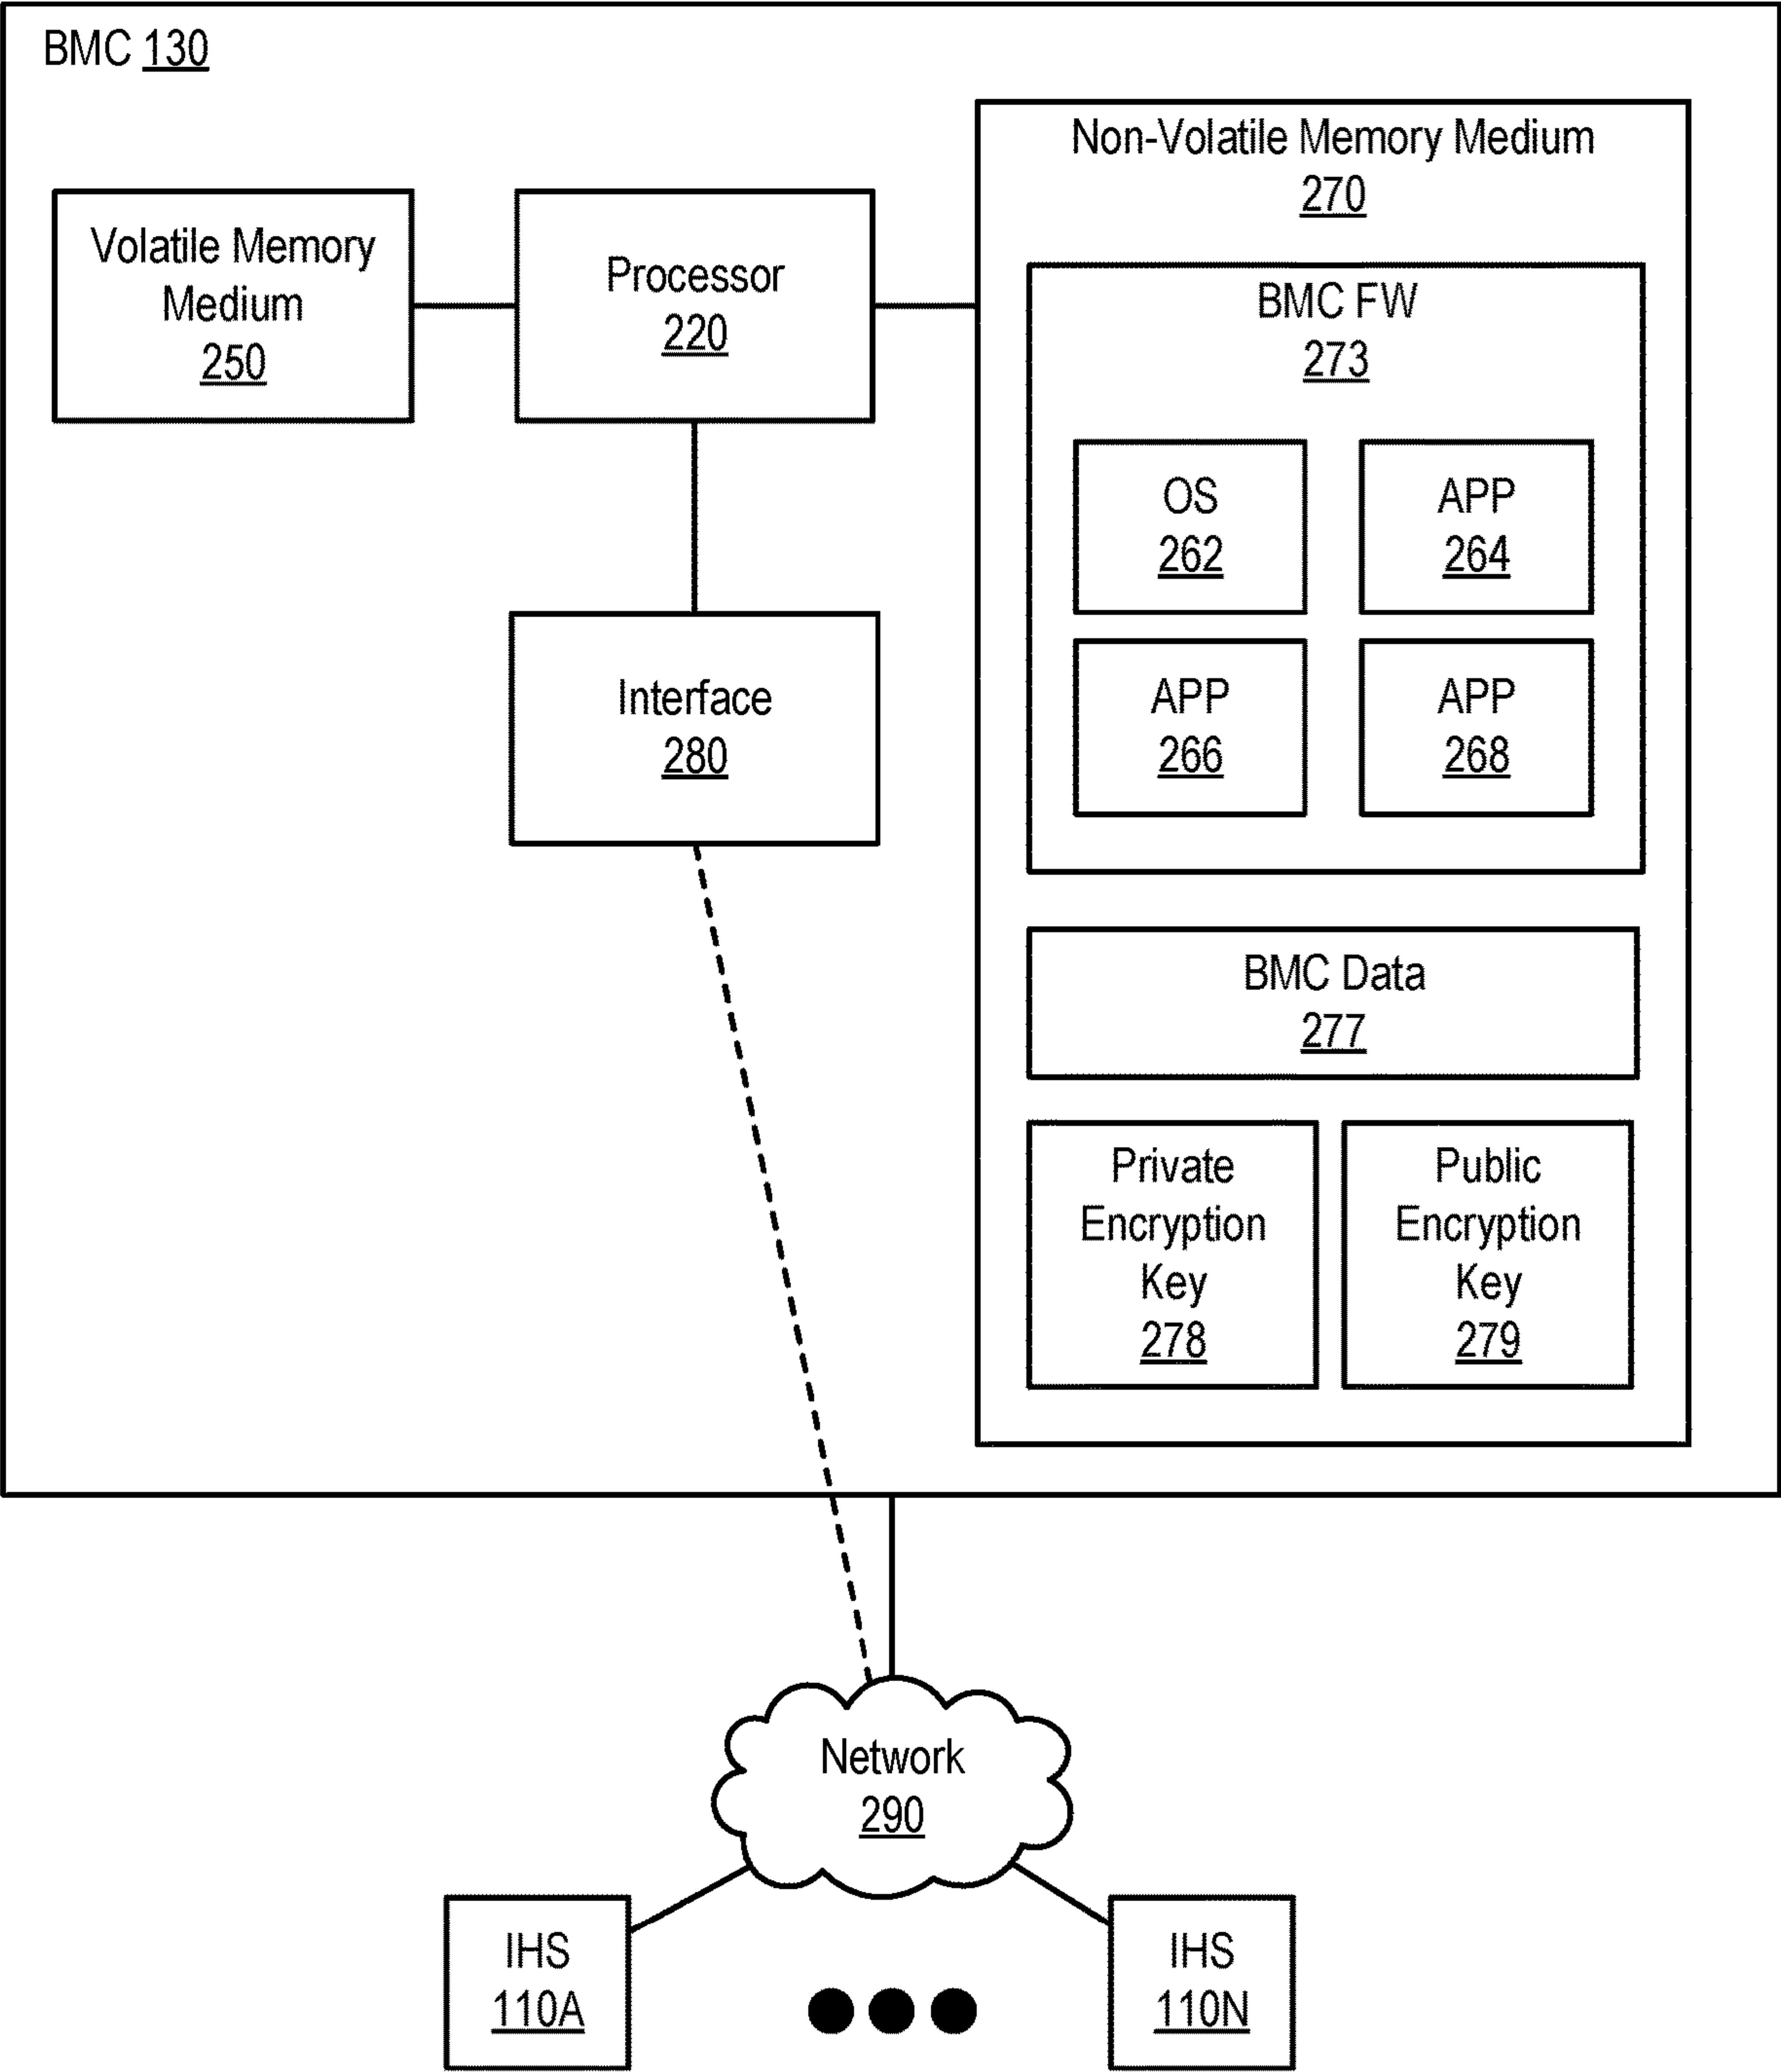 BMC 130
Volatile Memory
Medium
250
Processor
220
Interface
280
Non-Volatile Memory Medium
270
BMC FW
273
OS
262
APP
264
APP
266
APP
268
BMC Data
277
Private
Encryption
Key
278
Public
Encryption
Key
279
Network
290
IHS
110A
IHS
110N